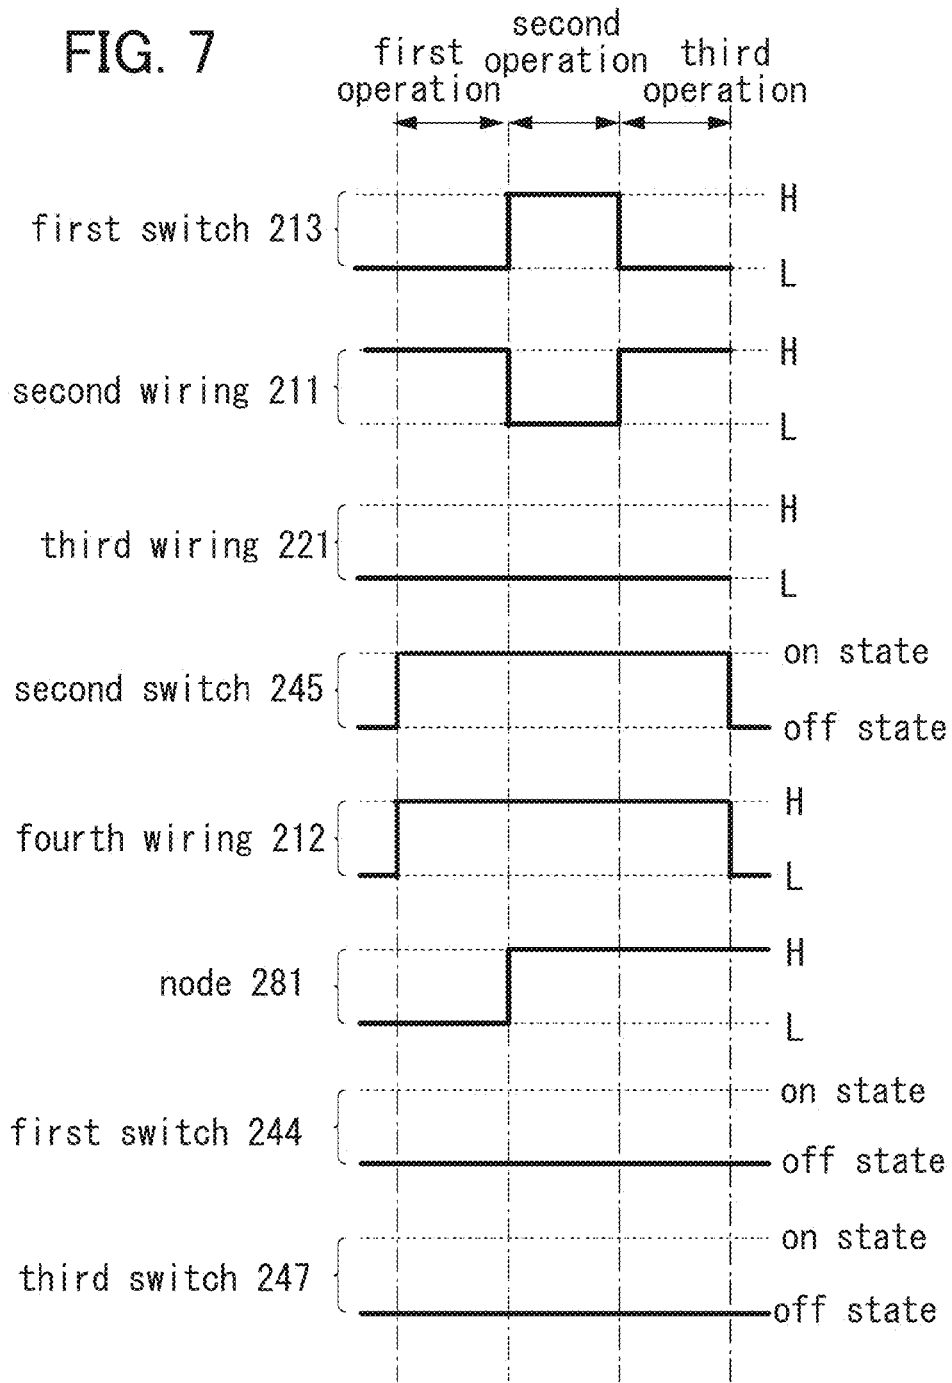 FIG. 7
first operation
second operation
third operation
first switch 213
H
L
second wiring 211
H
L
third wiring 221
H
L
second switch 245
on state
off state
fourth wiring 212
H
L
node 281
H
L
first switch 244
on state
off state
third switch 247
on state
off state